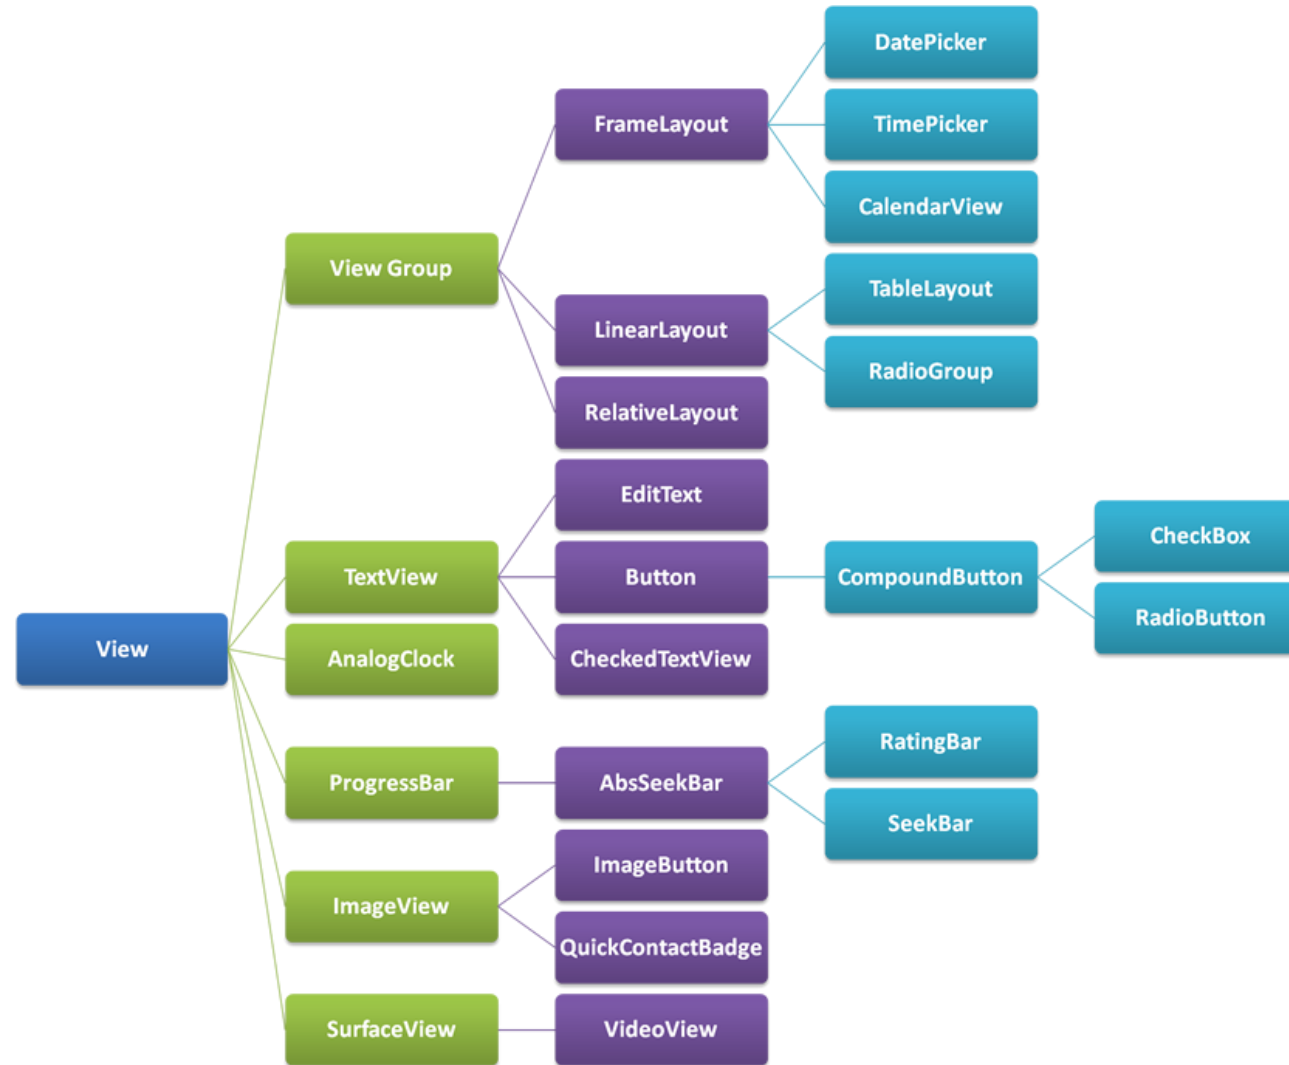 DatePicker
FrameLayout
TimePicker
CalendarView
View Group
TableLayout
LinearLayout
RadioGroup
RelativeLayout
EditText
CheckBox
TextView
Button
CompoundButton
RadioButton
View
AnalogClock
CheckedTextView
RatingBar
ProgressBar
AbsSeekBar
SeekBar
ImageButton
ImageView
QuickContactBadge
SurfaceView
VideoView